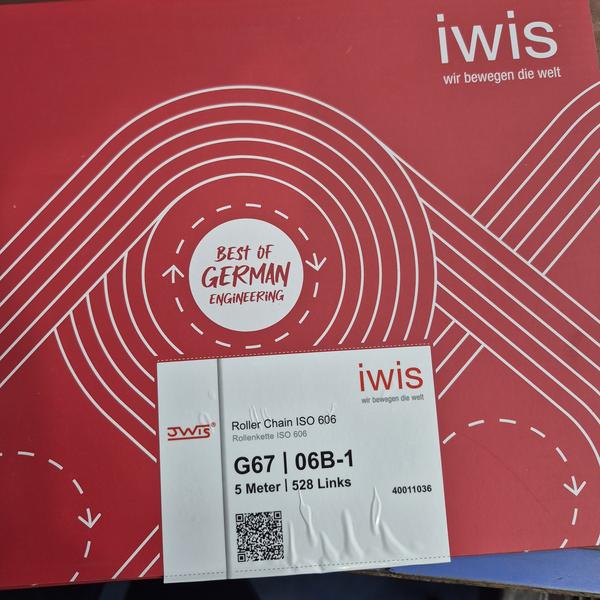 iwis
wir bewegen die welt
BEST OF
GERMAN
ENGINEERING
iwis
wir bewegen die welt
JWIS®
Roller Chain ISO 606
Rollenkette ISO 606
G67 | 06B-1
5 Meter | 528 Links
40011036